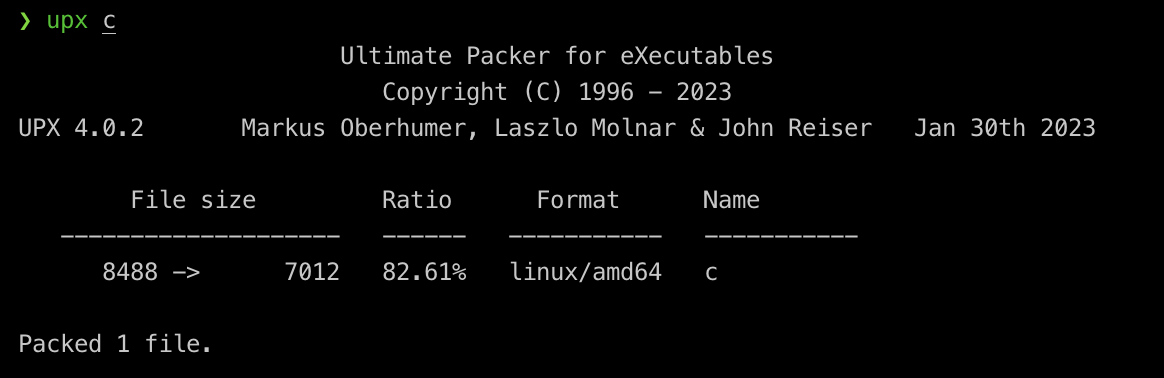 ❯ upx c
Ultimate Packer for eXecutables
Copyright (C) 1996 - 2023
UPX 4.0.2       Markus Oberhumer, Laszlo Molnar & John Reiser   Jan 30th 2023
File size         Ratio      Format      Name
--------------------   ------   -----------   -----------
8488 ->      7012   82.61%   linux/amd64   c
Packed 1 file.